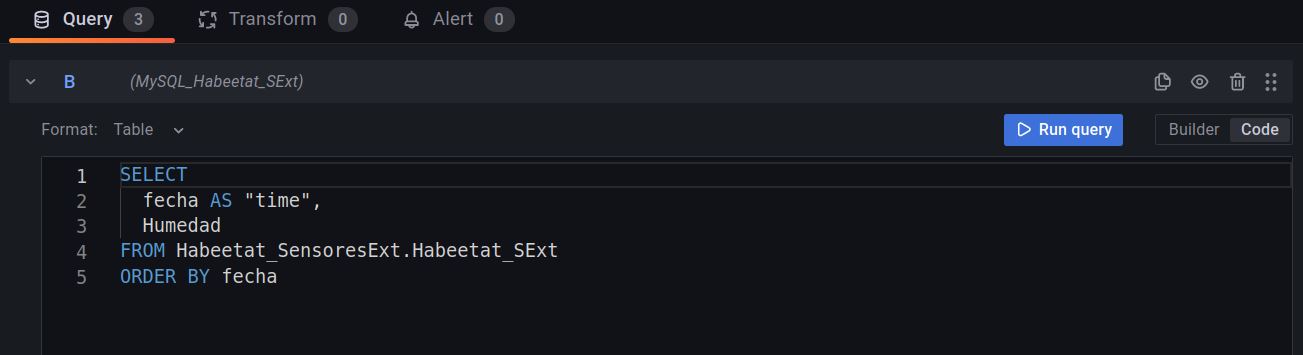 Query 3 Transform 0 Alert 0
B (MySQL_Habeetat_SExt)
Format: Table Run query Builder Code
1 SELECT
2 fecha AS "time",
3 Humedad
4 FROM Habeetat_SensoresExt.Habeetat_SExt
5 ORDER BY fecha